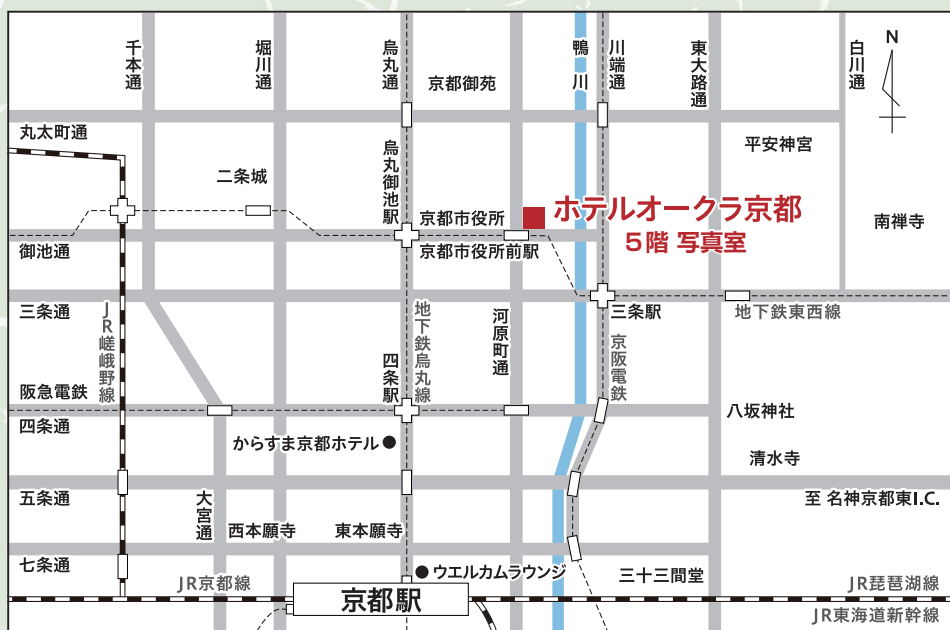 千本通
堀川通
烏丸通
京都御苑
鴨川
川端通
東大路通
白川通
N
丸太町通
平安神宮
二条城
烏丸御池駅
京都市役所
ホテルオークラ京都
5階 写真室
南禅寺
御池通
京都市役所前駅
三条通
JR嵯峨野線
地下鉄烏丸線
河原町通
三条駅
地下鉄東西線
京阪電鉄
四条駅
阪急電鉄
四条通
八坂神社
からすま京都ホテル
清水寺
五条通
大宮通
西本願寺
東本願寺
至 名神京都東I.C.
七条通
ウエルカムラウンジ
三十三間堂
JR京都線
京都駅
JR琵琶湖線
JR東海道新幹線